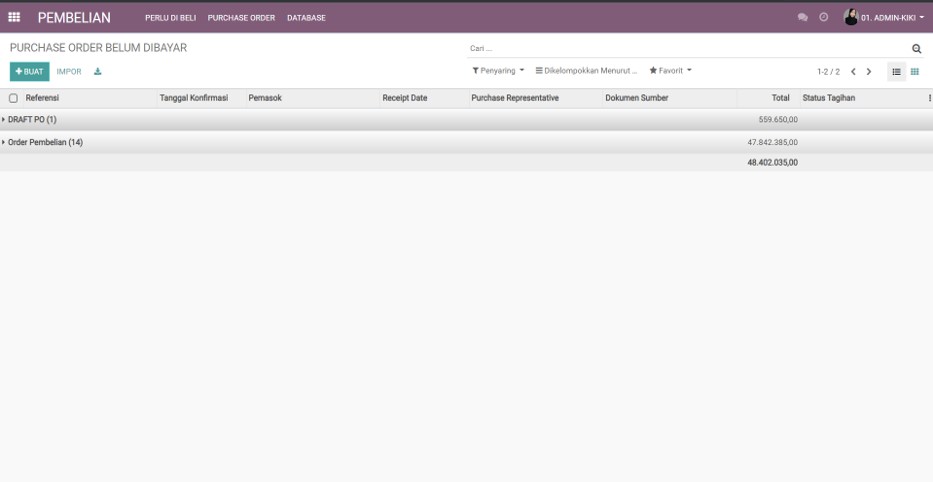 PEMBELIAN PERLU DI BELI PURCHASE ORDER DATABASE 01. ADMIN-KIKI
PURCHASE ORDER BELUM DIBAYAR Cari ...
+ BUAT IMPOR Penyaring Dikelompokkan Menurut ... Favorit 1-2 / 2
Referensi Tanggal Konfirmasi Pemasok Receipt Date Purchase Representative Dokumen Sumber Total Status Tagihan
DRAFT PO (1) 559.650,00
Order Pembelian (14) 47.842.385,00
48.402.035,00